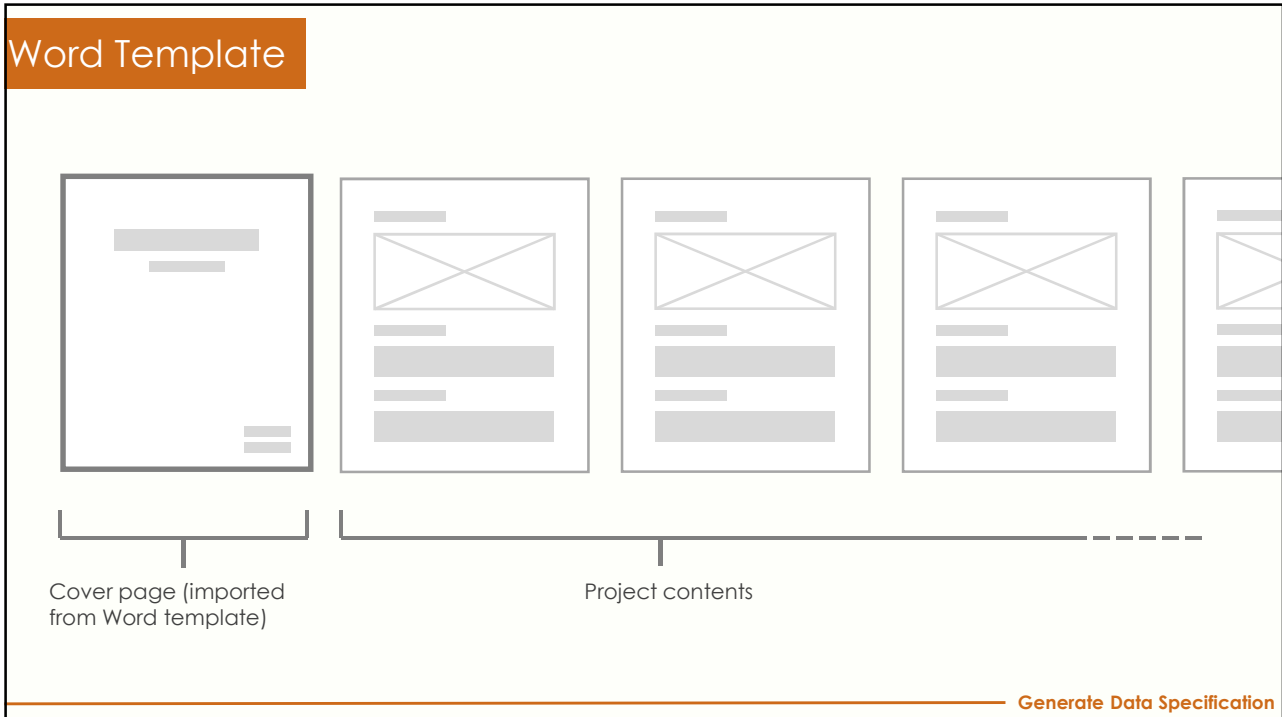 Word Template
Cover page (imported
from Word template)
Project contents
Generate Data Specification